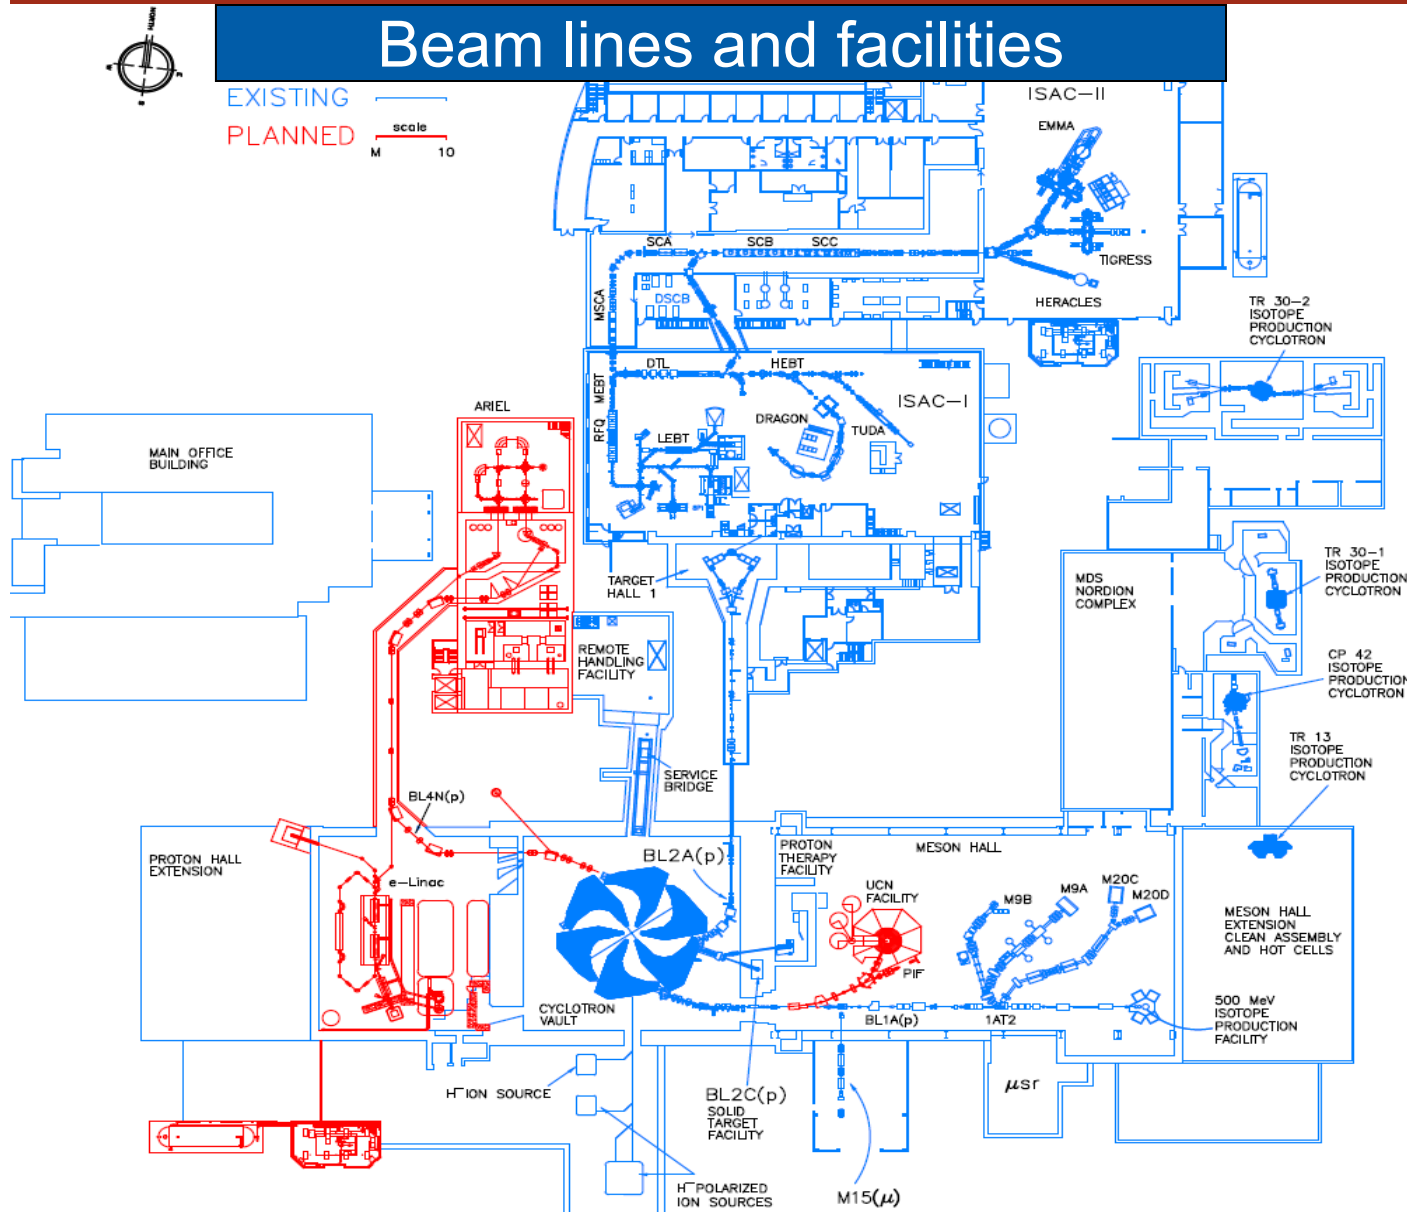 Beam lines and facilities
NORTH
EXISTING
PLANNED
scale
M 10
ISAC-II
EMMA
SCA
SCB
SCC
TIGRESS
DSCB
MSCA
HERACLES
TR 30-2
ISOTOPE
PRODUCTION
CYCLOTRON
DTL
HEBT
MEBT
ISAC-I
ARIEL
RFQ
DRAGON
TUDA
LEBT
MAIN OFFICE
BUILDING
TARGET
HALL 1
MDS
NORDION
COMPLEX
TR 30-1
ISOTOPE
PRODUCTION
CYCLOTRON
REMOTE
HANDLING
FACILITY
CP 42
ISOTOPE
PRODUCTION
CYCLOTRON
TR 13
ISOTOPE
PRODUCTION
CYCLOTRON
SERVICE
BRIDGE
BL4N(p)
PROTON HALL
EXTENSION
BL2A(p)
PROTON
THERAPY
FACILITY
MESON HALL
e-Linac
UCN
FACILITY
M9B
M9A
M20C
M20D
MESON HALL
EXTENSION
CLEAN ASSEMBLY
AND HOT CELLS
PIF
CYCLOTRON
VAULT
BL1A(p)
1AT2
500 MeV
ISOTOPE
PRODUCTION
FACILITY
H⁻ ION SOURCE
BL2C(p)
SOLID
TARGET
FACILITY
μsr
H⁻ POLARIZED
ION SOURCES
M15(μ)